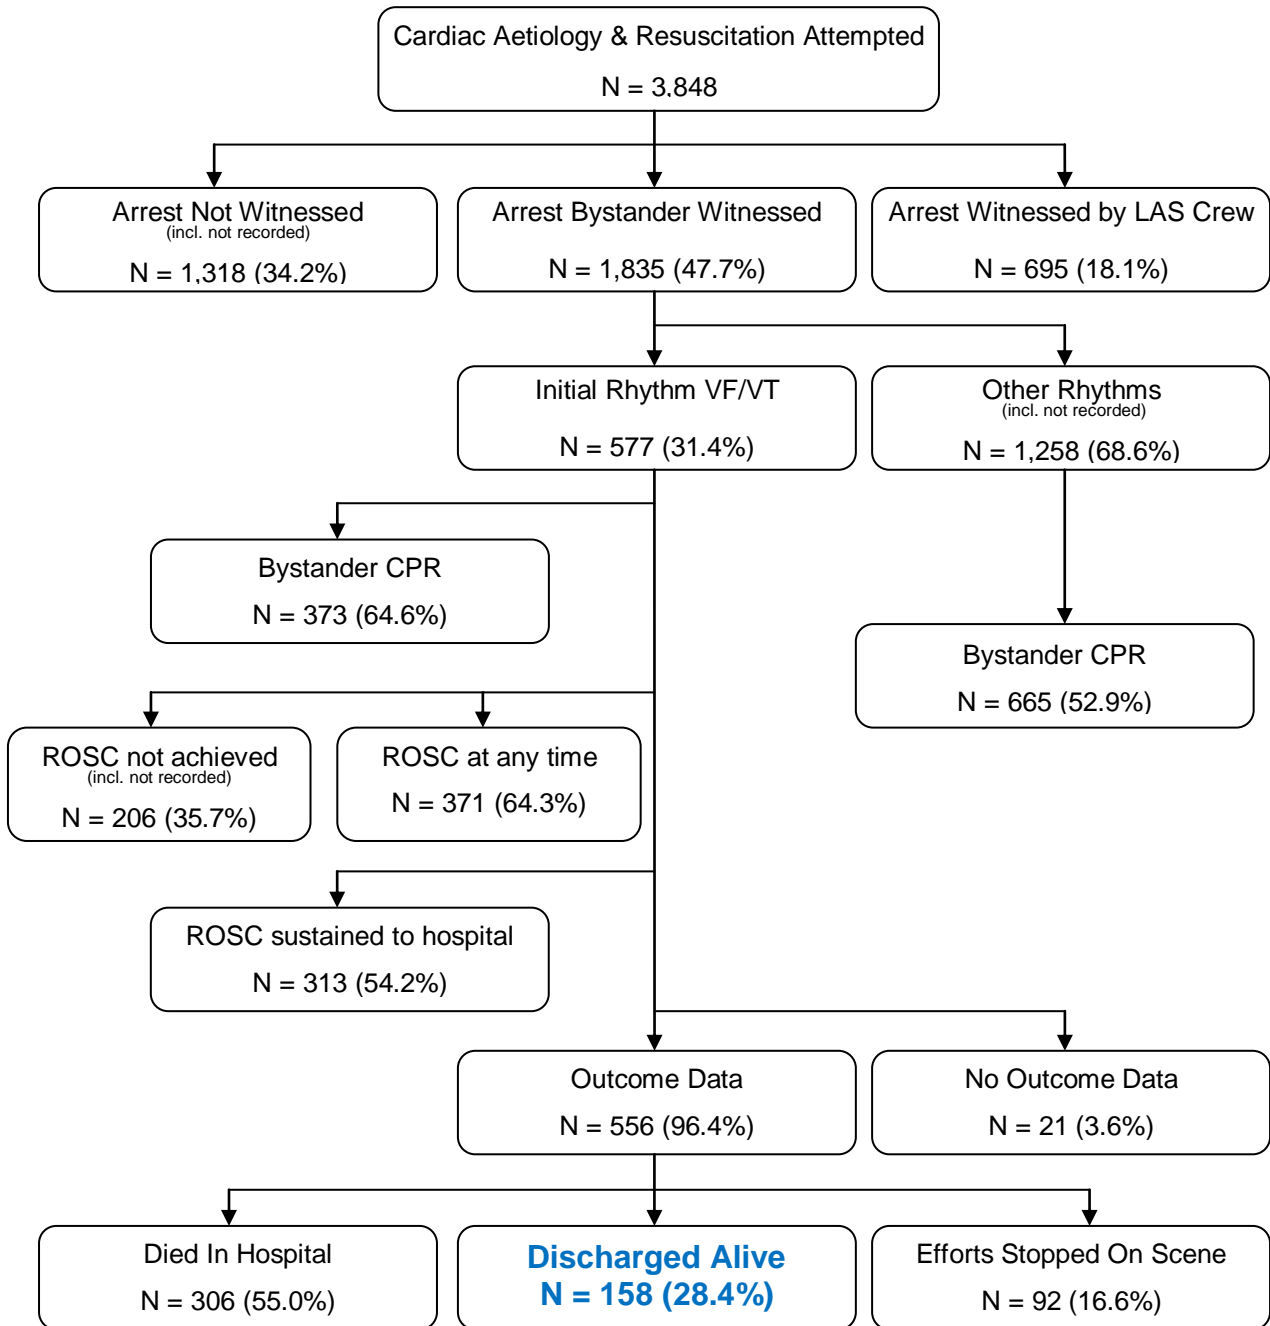 Cardiac Aetiology & Resuscitation Attempted
N = 3,848
Arrest Not Witnessed
(incl. not recorded)
N = 1,318 (34.2%)
Arrest Bystander Witnessed
N = 1,835 (47.7%)
Arrest Witnessed by LAS Crew
N = 695 (18.1%)
Initial Rhythm VF/VT
N = 577 (31.4%)
Other Rhythms
(incl. not recorded)
N = 1,258 (68.6%)
Bystander CPR
N = 373 (64.6%)
Bystander CPR
N = 665 (52.9%)
ROSC not achieved
(incl. not recorded)
N = 206 (35.7%)
ROSC at any time
N = 371 (64.3%)
ROSC sustained to hospital
N = 313 (54.2%)
Outcome Data
N = 556 (96.4%)
No Outcome Data
N = 21 (3.6%)
Died In Hospital
N = 306 (55.0%)
Discharged Alive
N = 158 (28.4%)
Efforts Stopped On Scene
N = 92 (16.6%)